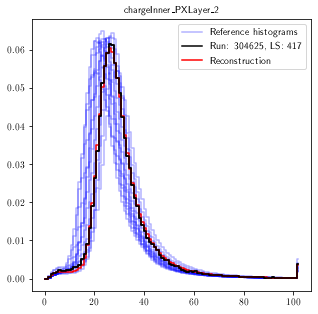 chargeInner_PXLayer_2
Reference histograms
Run: 304625, LS: 417
Reconstruction
0.06
0.05
0.04
0.03
0.02
0.01
0.00
0 20 40 60 80 100